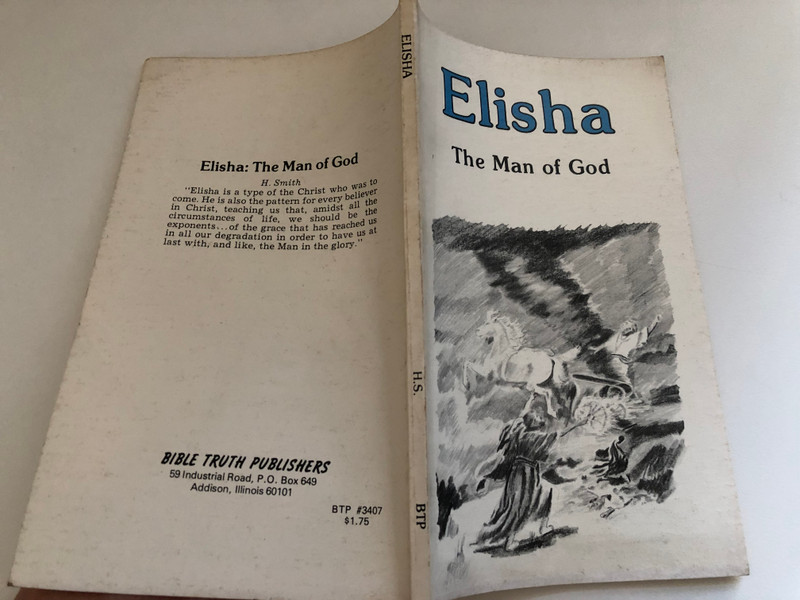 Elisha: The Man of God
H. Smith
"Elisha is a type of the Christ who was to
come. He is also the pattern for every believer
in Christ, teaching us that, amidst all the
circumstances of life, we should be the
exponents...of the grace that has reached us
in all our degradation in order to have us at
last with, and like, the Man in the glory."
BIBLE TRUTH PUBLISHERS
59 Industrial Road, P.O. Box 649
Addison, Illinois 60101
BTP #3407
$1.75
ELISHA
H.S.
BTP
Elisha
The Man of God